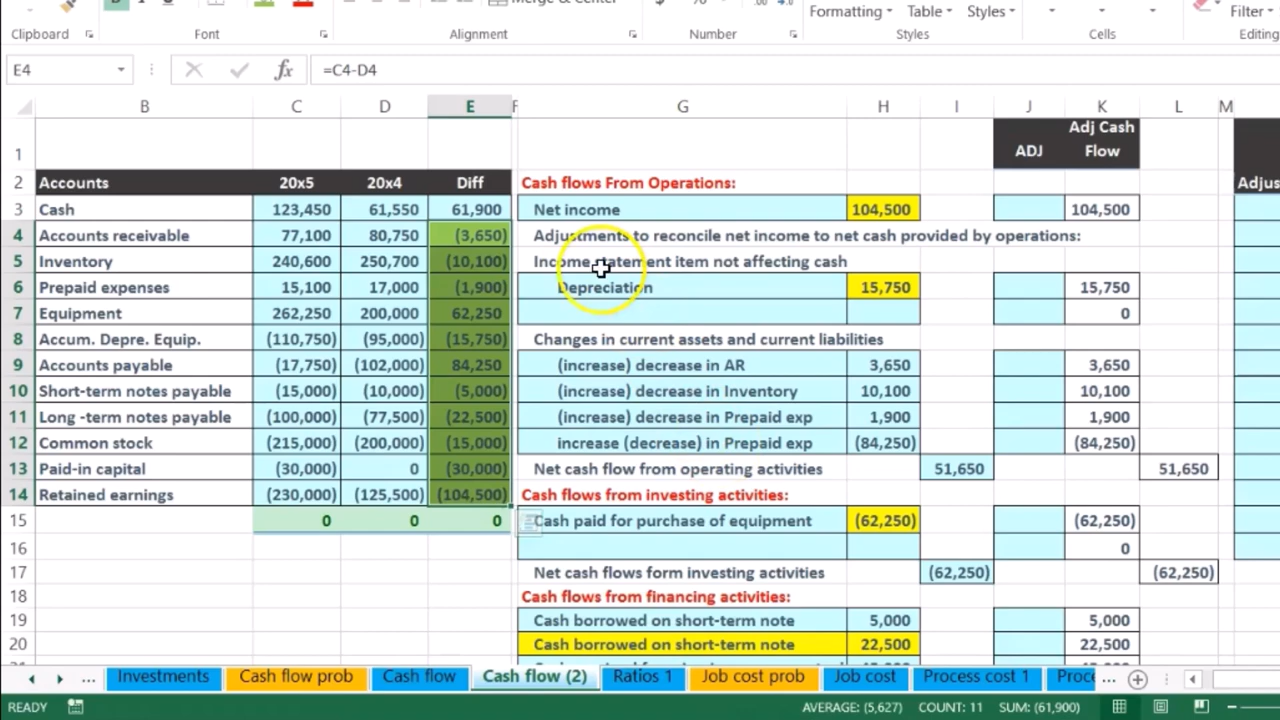 Merge & Center
$ %
Formatting Table Styles
Filter
Clipboard Font Alignment Number Styles Cells Editing
E4 fx =C4-D4
B C D E F G H I J K L M
1 ADJ Adj Cash Flow
2 Accounts 20x5 20x4 Diff Cash flows From Operations: Adjus
3 Cash 123,450 61,550 61,900 Net income 104,500 104,500
4 Accounts receivable 77,100 80,750 (3,650) Adjustments to reconcile net income to net cash provided by operations:
5 Inventory 240,600 250,700 (10,100) Income statement item not affecting cash
6 Prepaid expenses 15,100 17,000 (1,900) Depreciation 15,750 15,750
7 Equipment 262,250 200,000 62,250 0
8 Accum. Depre. Equip. (110,750) (95,000) (15,750) Changes in current assets and current liabilities
9 Accounts payable (17,750) (102,000) 84,250 (increase) decrease in AR 3,650 3,650
10 Short-term notes payable (15,000) (10,000) (5,000) (increase) decrease in Inventory 10,100 10,100
11 Long -term notes payable (100,000) (77,500) (22,500) (increase) decrease in Prepaid exp 1,900 1,900
12 Common stock (215,000) (200,000) (15,000) increase (decrease) in Prepaid exp (84,250) (84,250)
13 Paid-in capital (30,000) 0 (30,000) Net cash flow from operating activities 51,650 51,650
14 Retained earnings (230,000) (125,500) (104,500) Cash flows from investing activities:
15 0 0 0 Cash paid for purchase of equipment (62,250) (62,250)
16 0
17 Net cash flows form investing activities (62,250) (62,250)
18 Cash flows from financing activities:
19 Cash borrowed on short-term note 5,000 5,000
20 Cash borrowed on short-term note 22,500 22,500
... Investments Cash flow prob Cash flow Cash flow (2) Ratios 1 Job cost prob Job cost Process cost 1 Proce ...
READY AVERAGE: (5,627) COUNT: 11 SUM: (61,900)